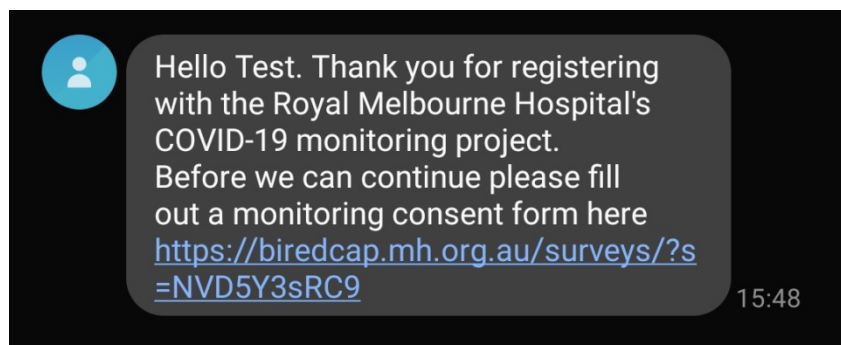 Hello Test. Thank you for registering
with the Royal Melbourne Hospital's
COVID-19 monitoring project.
Before we can continue please fill
out a monitoring consent form here
https://biredcap.mh.org.au/surveys/?s
=NVD5Y3sRC9
15:48